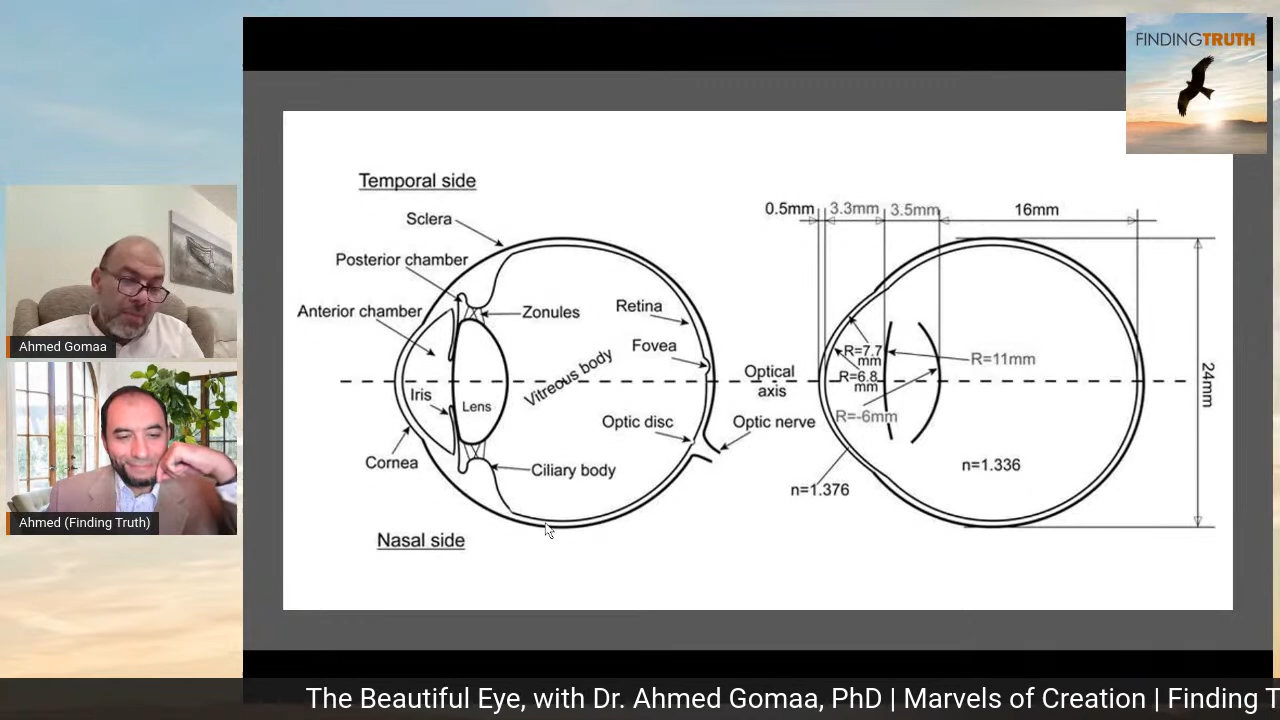 FINDINGTRUTH
Temporal side
Sclera
Posterior chamber
Anterior chamber
Zonules
Retina
Fovea
Vitreous body
Iris
Lens
Optical
axis
Optic disc
Optic nerve
Cornea
Ciliary body
Nasal side
0.5mm
3.3mm
3.5mm
16mm
R=7.7
mm
R=6.8
mm
R=11mm
R=-6mm
24mm
n=1.336
n=1.376
Ahmed Gomaa
Ahmed (Finding Truth)
The Beautiful Eye, with Dr. Ahmed Gomaa, PhD | Marvels of Creation | Finding T